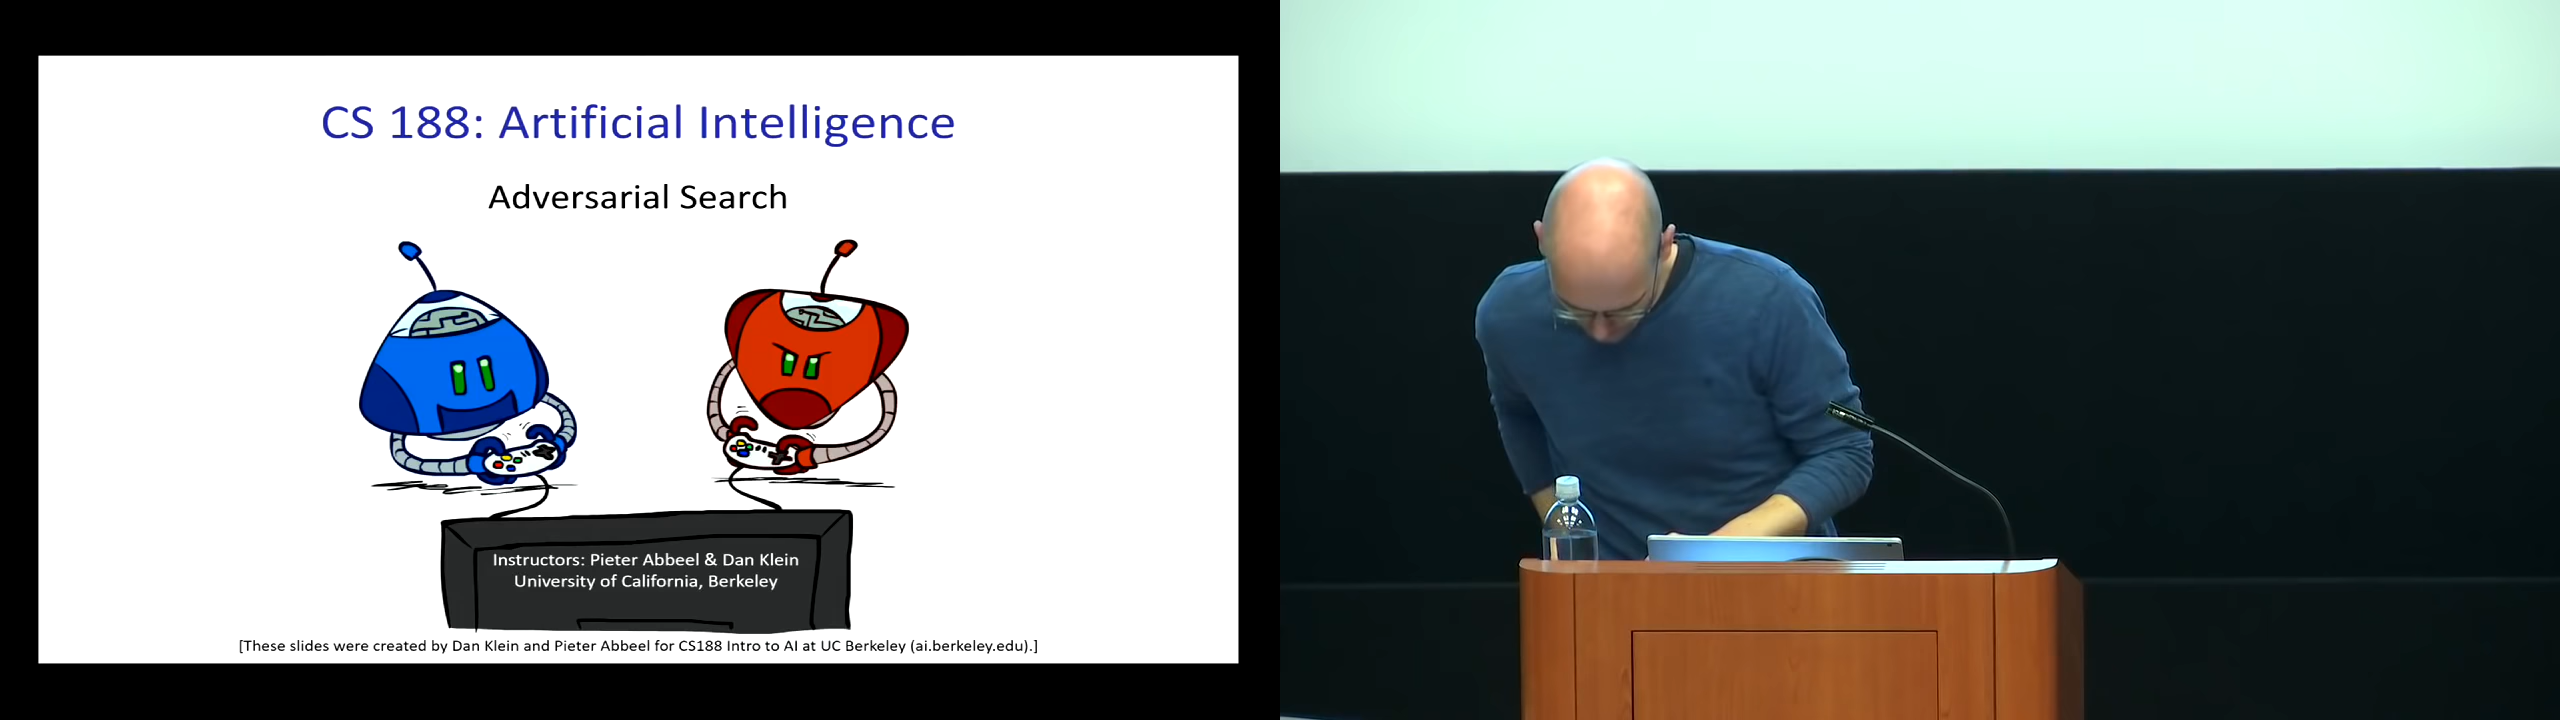 CS 188: Artificial Intelligence
Adversarial Search
Instructors: Pieter Abbeel & Dan Klein
University of California, Berkeley
[These slides were created by Dan Klein and Pieter Abbeel for CS188 Intro to AI at UC Berkeley (ai.berkeley.edu).]